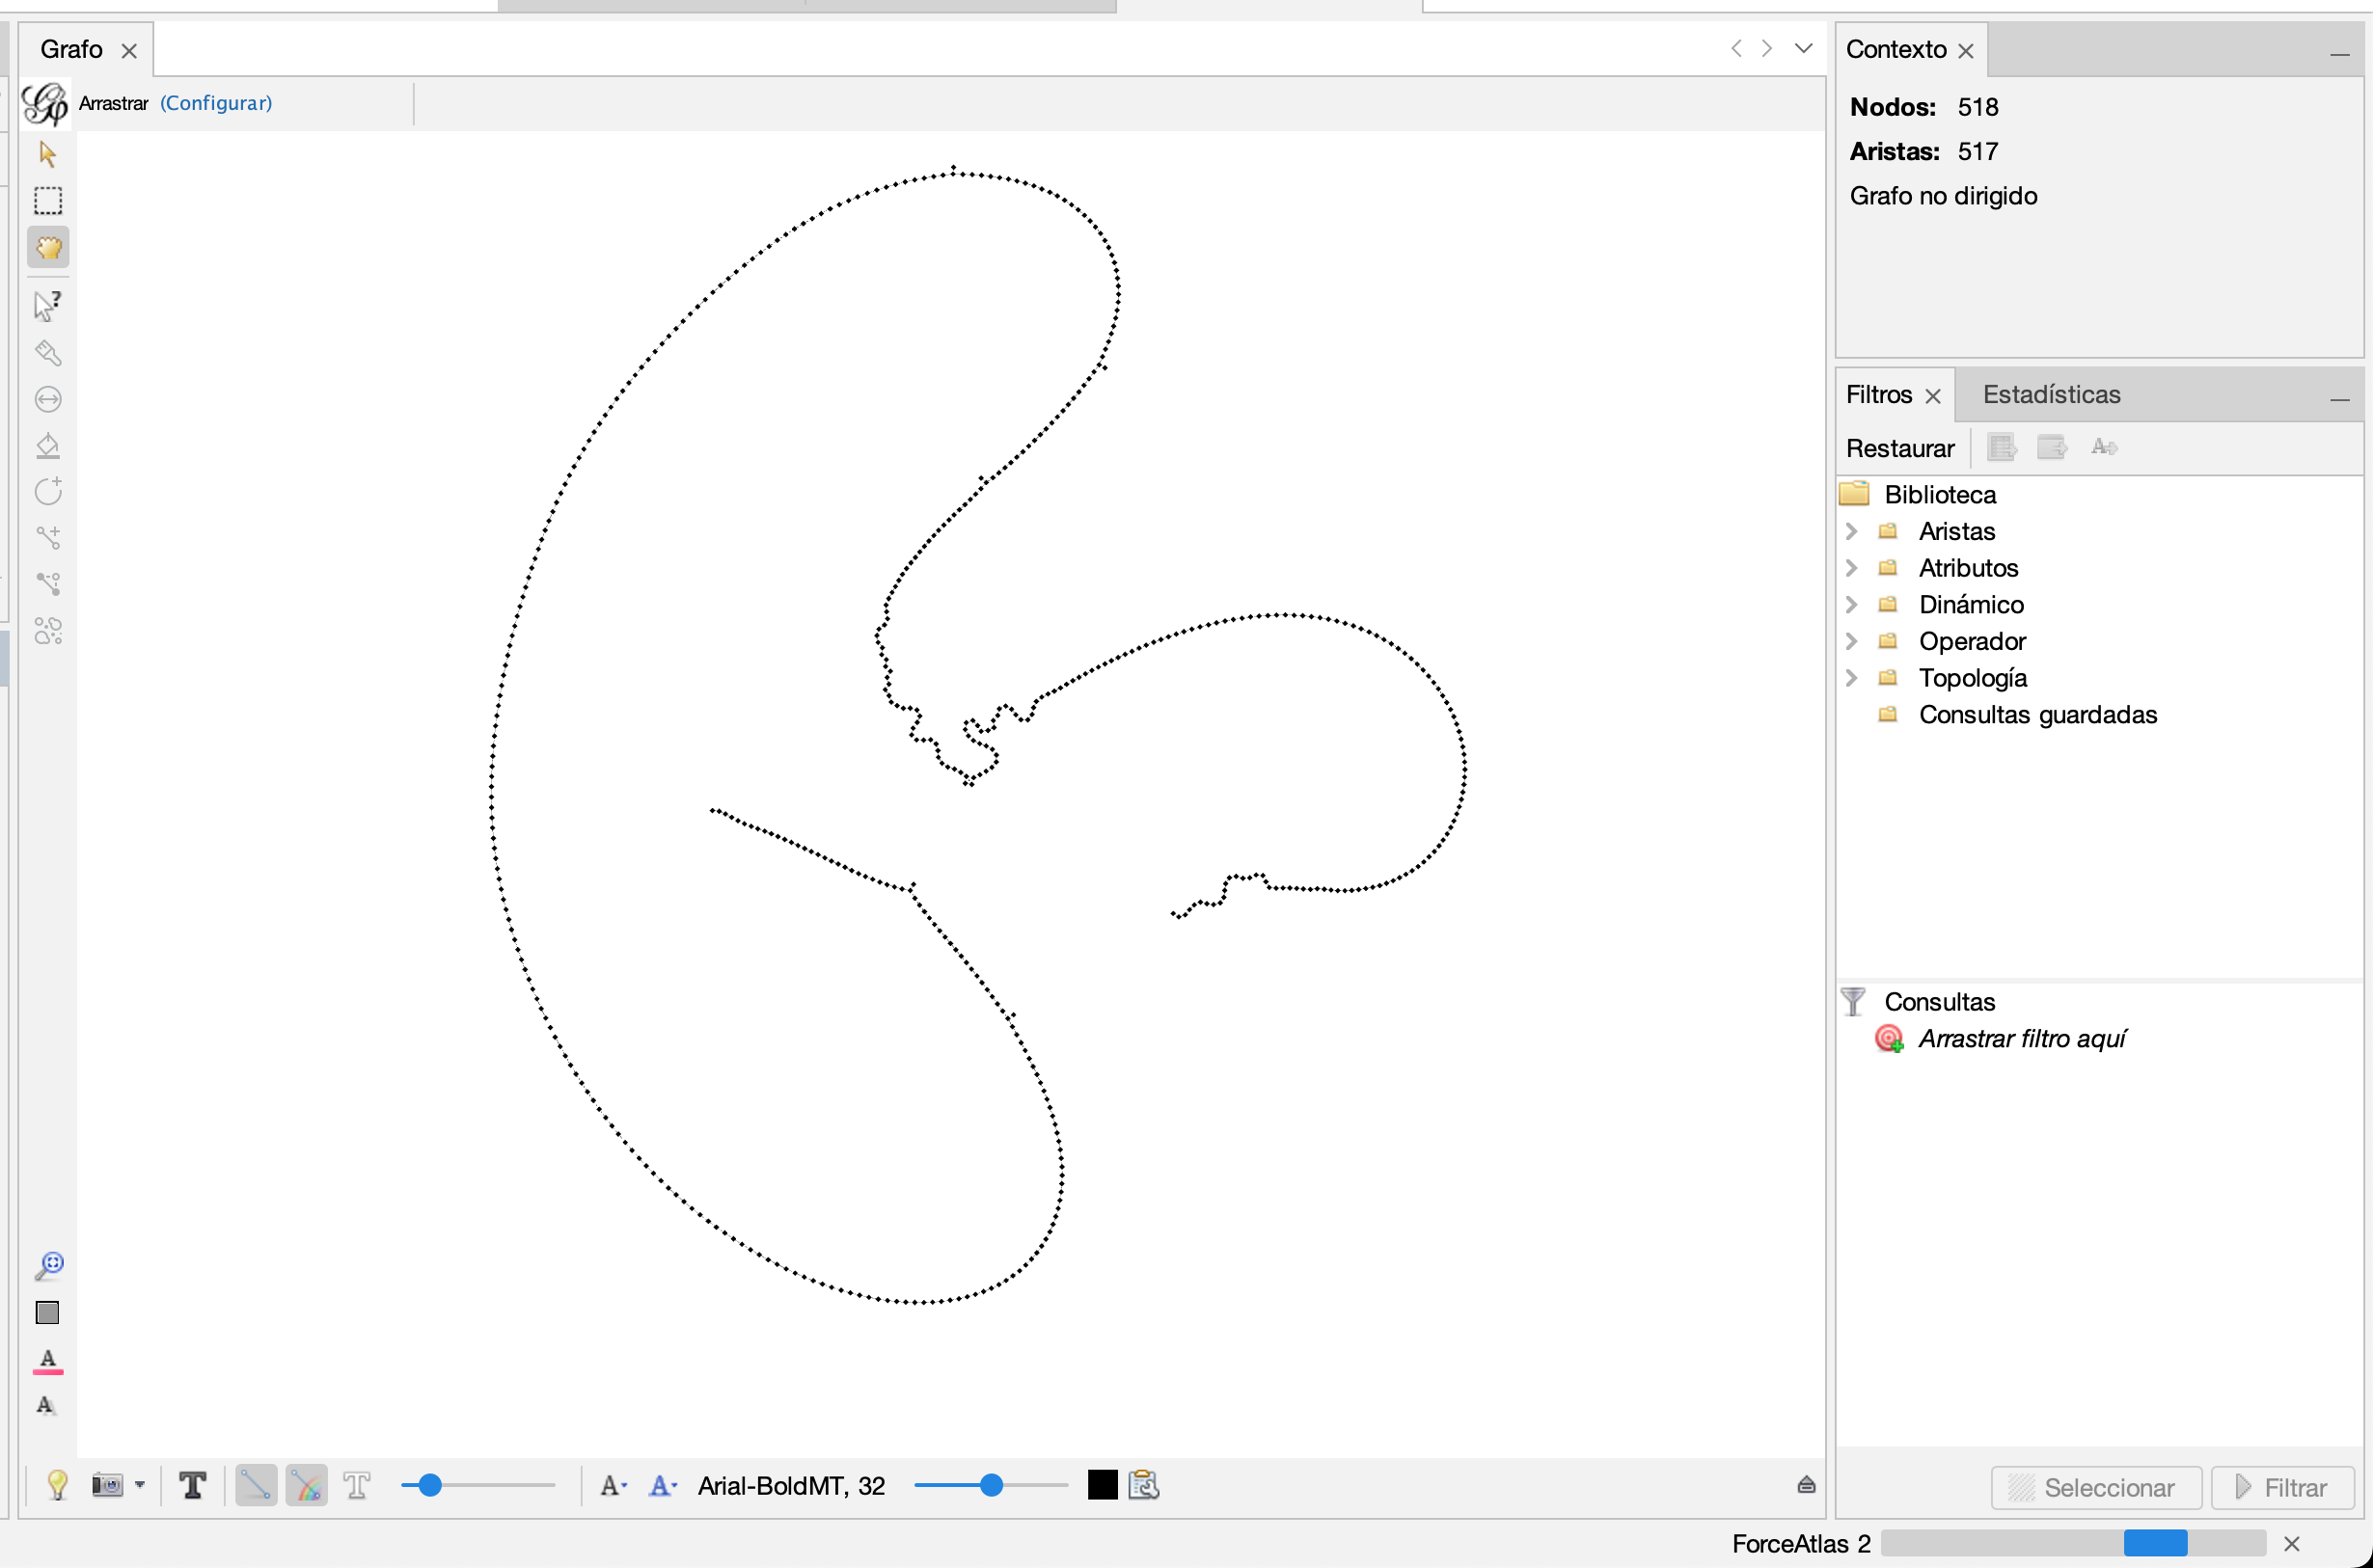 Grafo
Arrastrar (Configurar)
Contexto
Nodos: 518
Aristas: 517
Grafo no dirigido
Filtros
Estadísticas
Restaurar
Biblioteca
Aristas
Atributos
Dinámico
Operador
Topología
Consultas guardadas
Consultas
Arrastrar filtro aquí
Seleccionar
Filtrar
Arial-BoldMT, 32
ForceAtlas 2